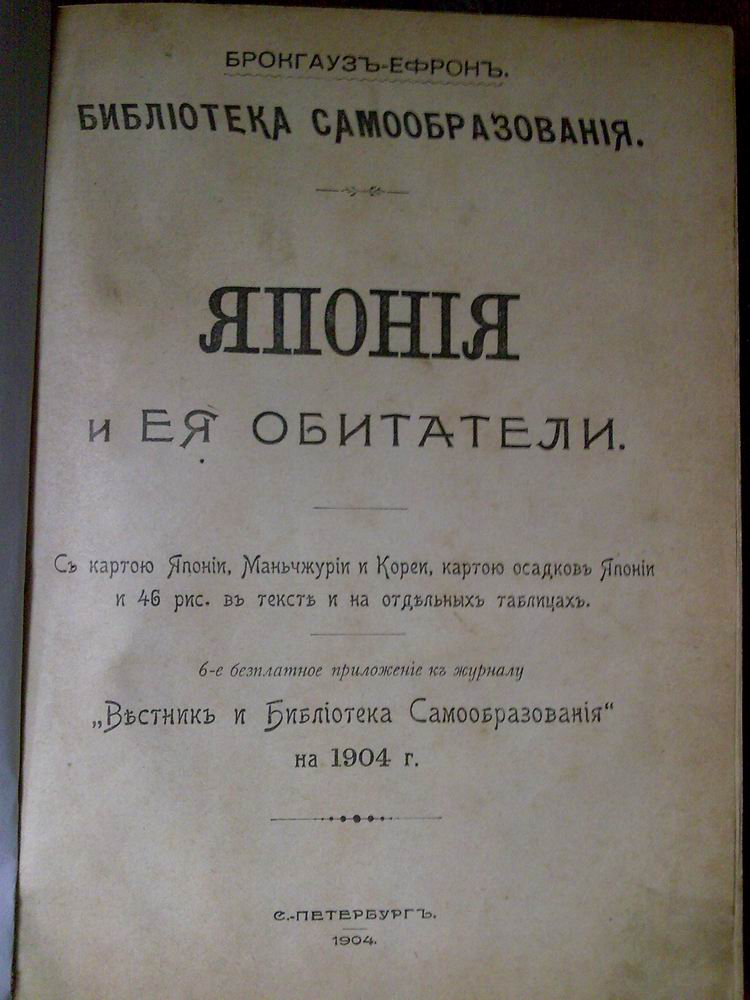 БРОКГАУЗЪ-ЕФРОНЪ.
БИБЛІОТЕКА САМООБРАЗОВАНІЯ.
ЯПОНІЯ
и ЕЯ ОБИТАТЕЛИ.
Съ картою Японіи, Маньчжуріи и Кореи, картою осадковъ Японіи
и 46 рис. въ текстѣ и на отдѣльныхъ таблицахъ.
6-е безплатное приложеніе къ журналу
„Вѣстникъ и Библіотека Самообразованія“
на 1904 г.
С.-ПЕТЕРБУРГЪ.
1904.